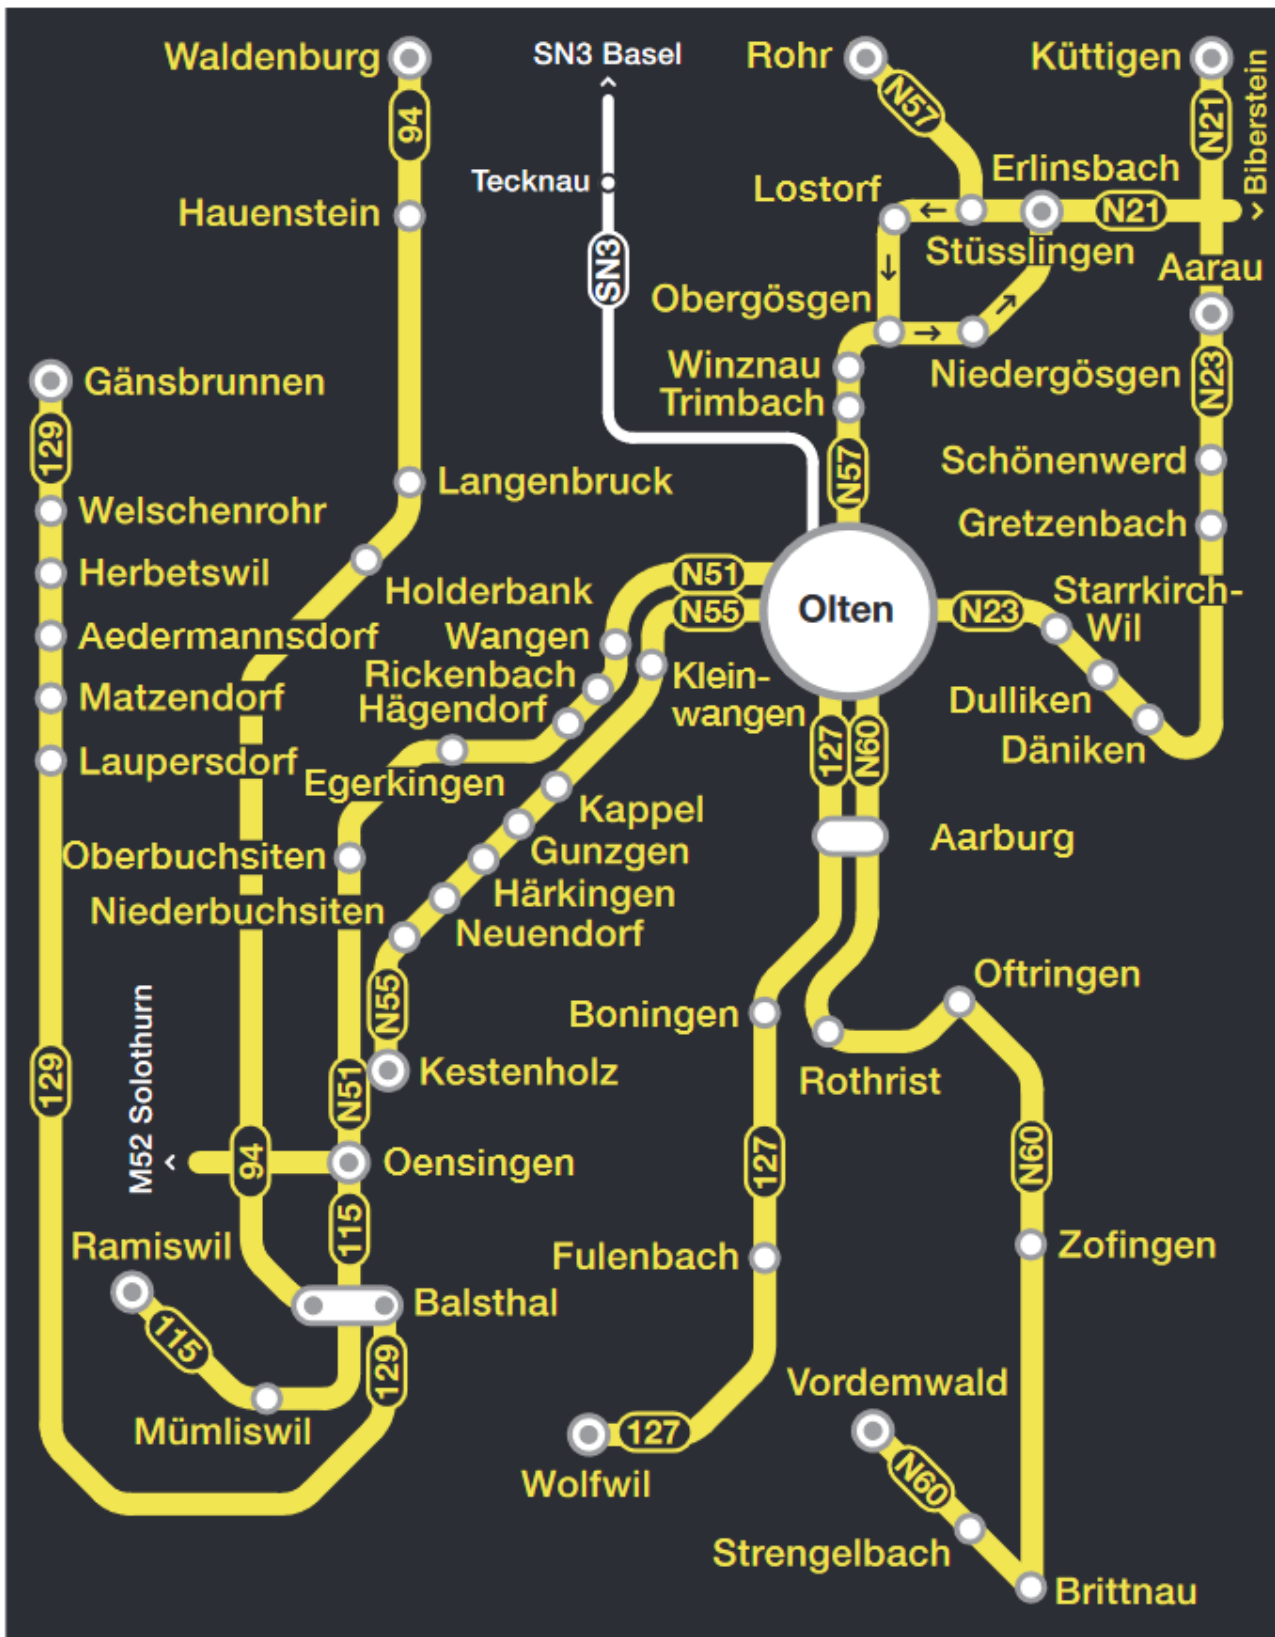 Waldenburg
SN3 Basel
Rohr
Küttigen
94
N57
N21
Biberstein
Tecknau
Erlinsbach
Lostorf
Hauenstein
N21
Stüsslingen
SN3
Aarau
Obergösgen
Winznau
Niedergösgen
N23
Gänsbrunnen
Trimbach
129
Schönenwerd
Langenbruck
N57
Welschenrohr
Gretzenbach
Herbetswil
Holderbank
N51
Starrkirch-
Wil
N55
Olten
N23
Aedermannsdorf
Wangen
Rickenbach
Klein-
wangen
Matzendorf
Hägendorf
Dulliken
Däniken
127
N60
Laupersdorf
Egerkingen
Kappel
Aarburg
Oberbuchsiten
Gunzgen
Härkingen
Niederbuchsiten
Neuendorf
Oftringen
N55
Boningen
M52 Solothurn
129
N51
Kestenholz
Rothrist
94
Oensingen
127
N60
115
Ramiswil
Fulenbach
Zofingen
Balsthal
115
129
Vordemwald
Mümliswil
127
Wolfwil
N60
Strengelbach
Brittnau